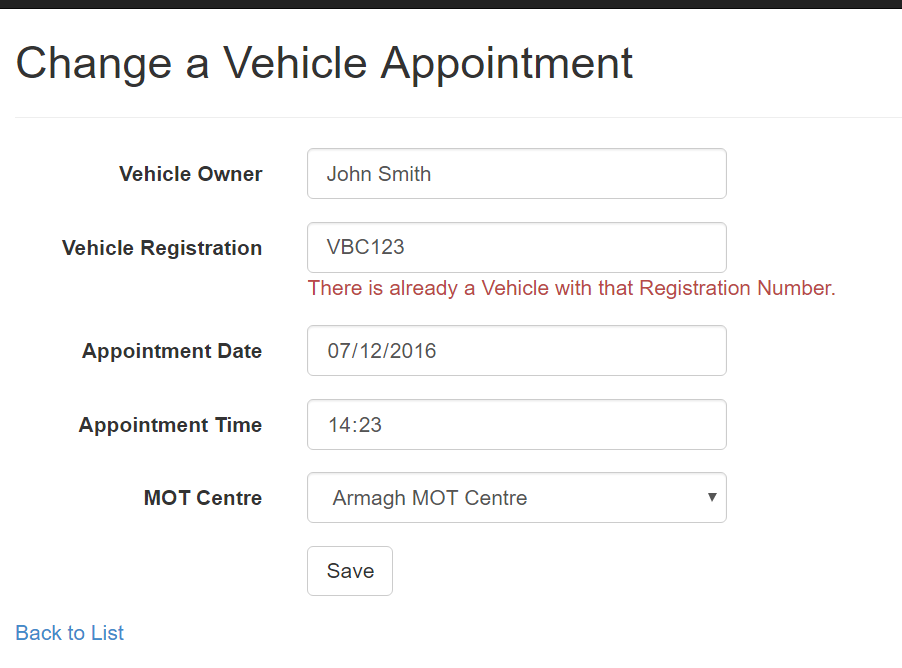 Change a Vehicle Appointment
Vehicle Owner John Smith
Vehicle Registration VBC123
There is already a Vehicle with that Registration Number.
Appointment Date 07/12/2016
Appointment Time 14:23
MOT Centre Armagh MOT Centre
Save
Back to List